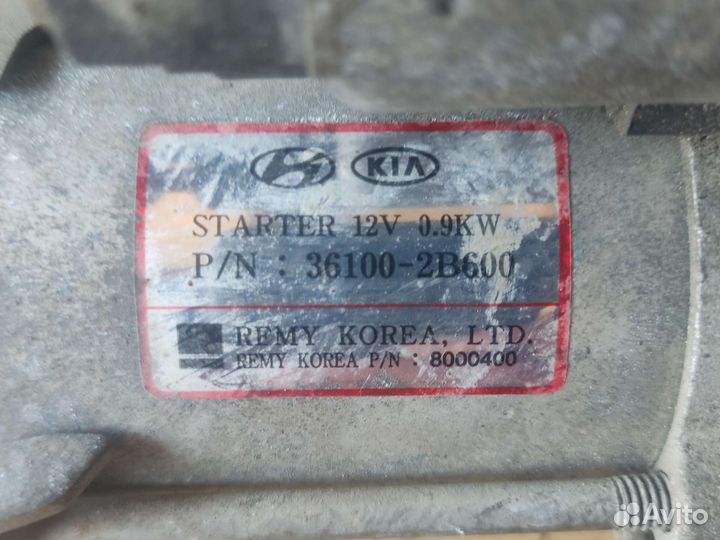 KIA
STARTER 12V 0.9KW
P/N : 36100-2B600
REMY KOREA, LTD.
REMY KOREA P/N : 8000400
Avito